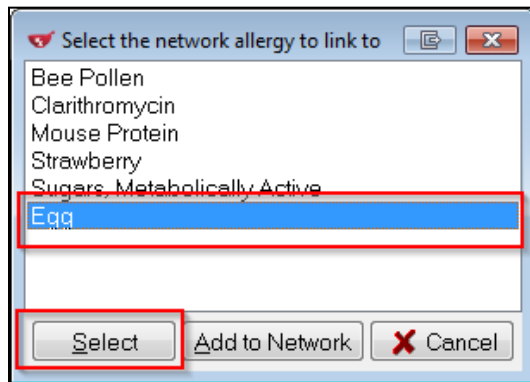 Select the network allergy to link to
Bee Pollen
Clarithromycin
Mouse Protein
Strawberry
Sugars, Metabolically Active
Egg
Select
Add to Network
Cancel